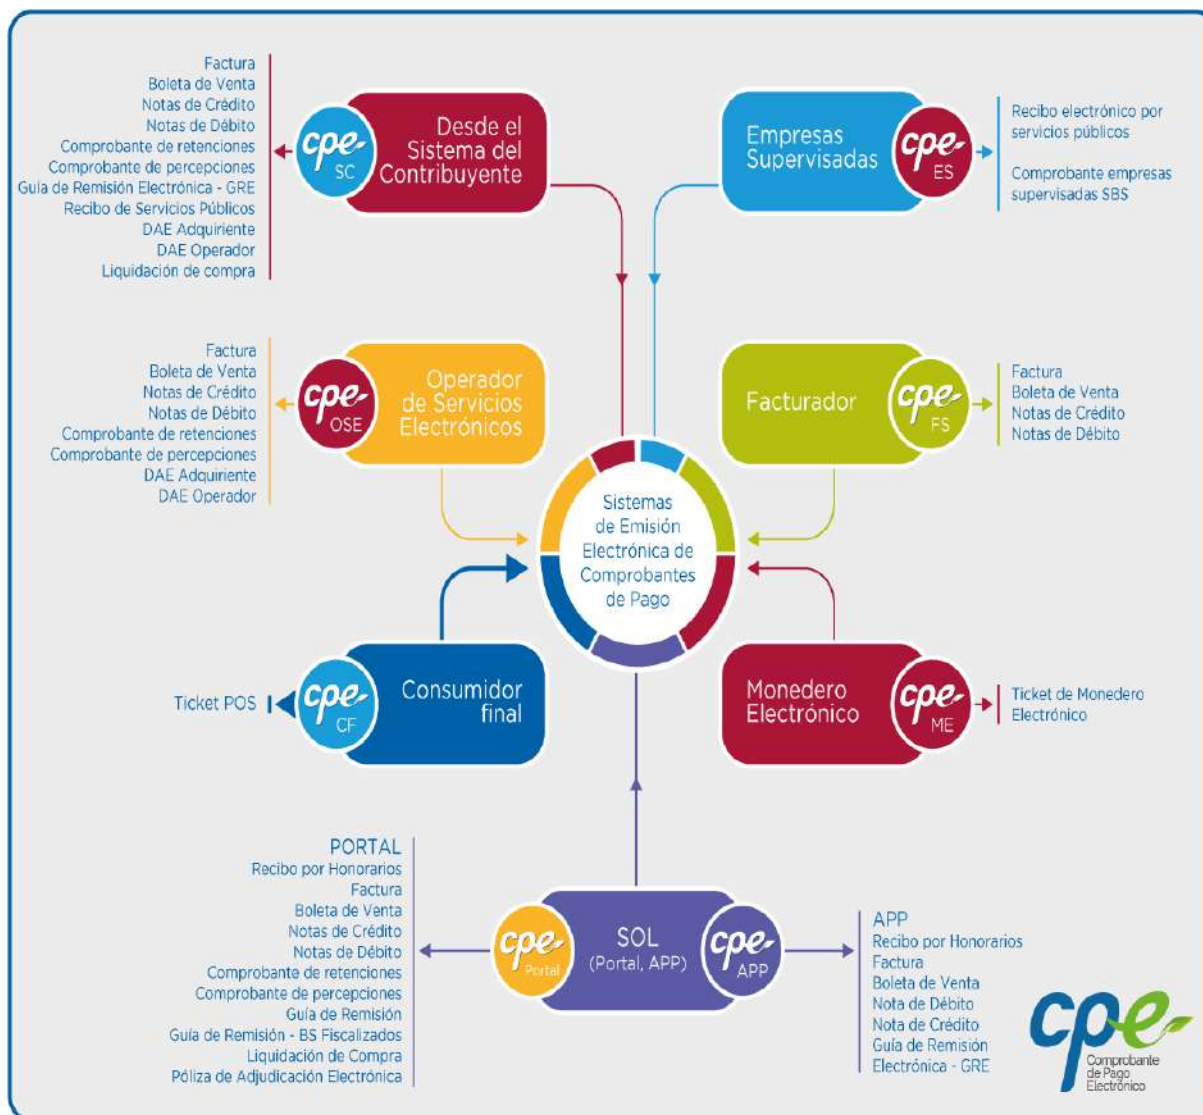 Factura
Boleta de Venta
Notas de Crédito
Notas de Débito
Comprobante de retenciones
Comprobante de percepciones
Guía de Remisión Electrónica - GRE
Recibo de Servicios Públicos
DAE Adquiriente
DAE Operador
Liquidación de compra
cpe
SC
Desde el
Sistema del
Contribuyente
Empresas
Supervisadas
cpe
ES
Recibo electrónico por
servicios públicos
Comprobante empresas
supervisadas SBS
Factura
Boleta de Venta
Notas de Crédito
Notas de Débito
Comprobante de retenciones
Comprobante de percepciones
DAE Adquiriente
DAE Operador
cpe
OSE
Operador
de Servicios
Electrónicos
Facturador
cpe
FS
Factura
Boleta de Venta
Notas de Crédito
Notas de Débito
Sistemas
de Emisión
Electrónica de
Comprobantes
de Pago
Ticket POS
cpe
CF
Consumidor
final
Monedero
Electrónico
cpe
ME
Ticket de Monedero
Electrónico
PORTAL
Recibo por Honorarios
Factura
Boleta de Venta
Notas de Crédito
Notas de Débito
Comprobante de retenciones
Comprobante de percepciones
Guía de Remisión
Guía de Remisión - BS Fiscalizados
Liquidación de Compra
Póliza de Adjudicación Electrónica
cpe
Portal
SOL
(Portal, APP)
cpe
APP
APP
Recibo por Honorarios
Factura
Boleta de Venta
Nota de Débito
Nota de Crédito
Guía de Remisión
Electrónica - GRE
cpe
Comprobante
de Pago
Electrónico